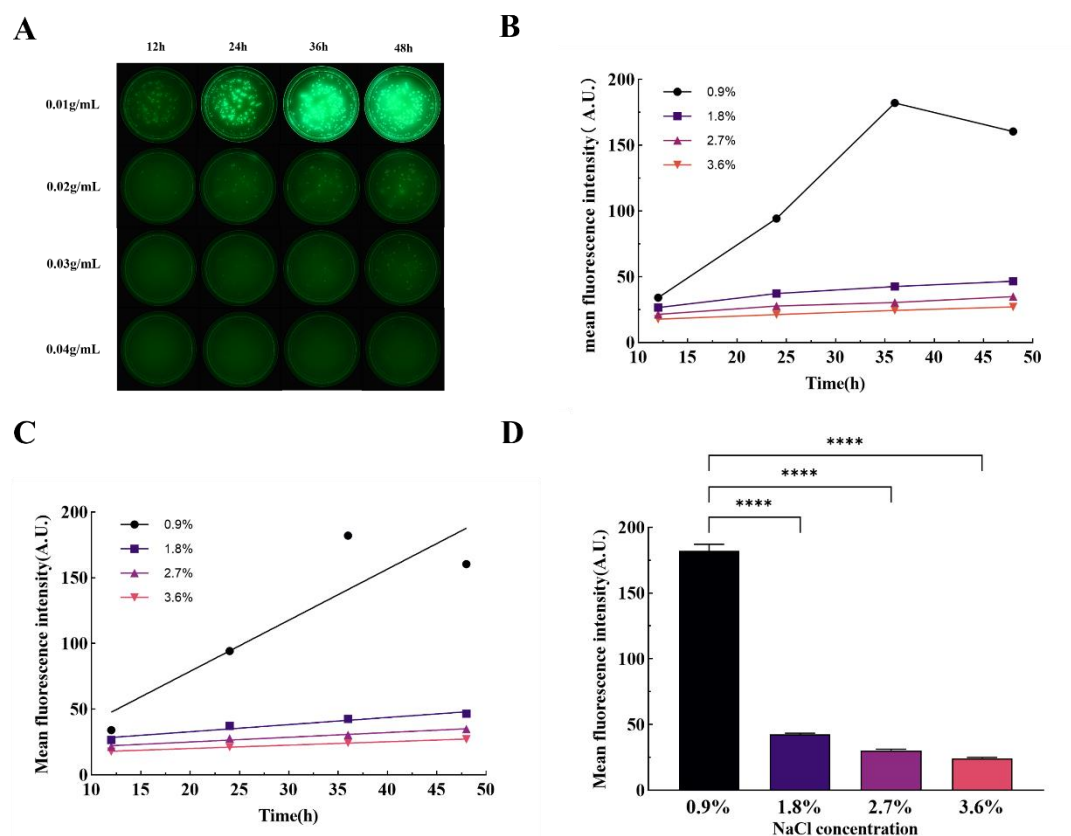 A
12h 24h 36h 48h
0.01g/mL
0.02g/mL
0.03g/mL
0.04g/mL
B
mean fluorescence intensity( A.U.)
200
150
100
50
0
0.9%
1.8%
2.7%
3.6%
10 15 20 25 30 35 40 45 50
Time(h)
C
Mean fluorescence intensity(A.U.)
200
150
100
50
0
0.9%
1.8%
2.7%
3.6%
10 15 20 25 30 35 40 45 50
Time(h)
D
****
****
****
Mean fluorescence intensity(A.U.)
200
150
100
50
0
0.9% 1.8% 2.7% 3.6%
NaCl concentration